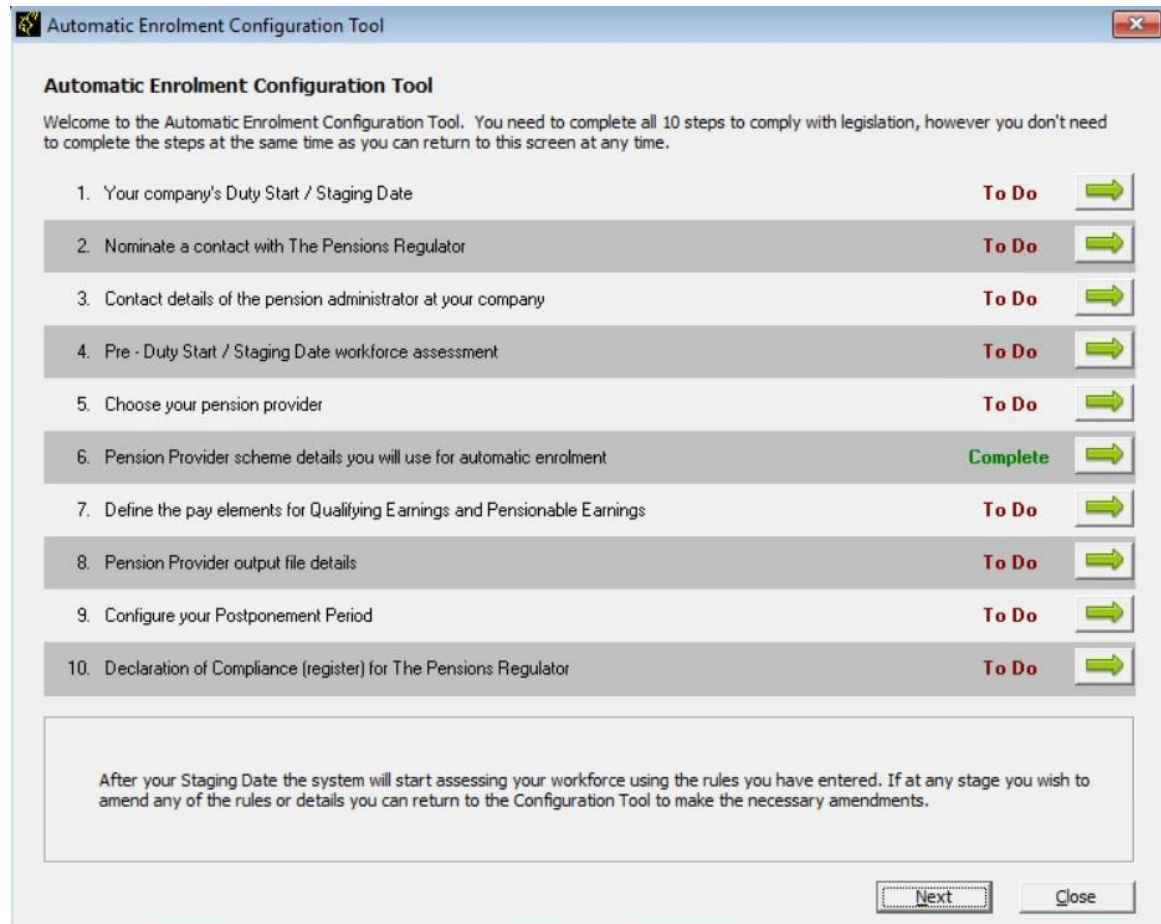 Automatic Enrolment Configuration Tool
Automatic Enrolment Configuration Tool
Welcome to the Automatic Enrolment Configuration Tool. You need to complete all 10 steps to comply with legislation, however you don't need
to complete the steps at the same time as you can return to this screen at any time.
1. Your company's Duty Start / Staging Date To Do
2. Nominate a contact with The Pensions Regulator To Do
3. Contact details of the pension administrator at your company To Do
4. Pre - Duty Start / Staging Date workforce assessment To Do
5. Choose your pension provider To Do
6. Pension Provider scheme details you will use for automatic enrolment Complete
7. Define the pay elements for Qualifying Earnings and Pensionable Earnings To Do
8. Pension Provider output file details To Do
9. Configure your Postponement Period To Do
10. Declaration of Compliance (register) for The Pensions Regulator To Do
After your Staging Date the system will start assessing your workforce using the rules you have entered. If at any stage you wish to
amend any of the rules or details you can return to the Configuration Tool to make the necessary amendments.
Next Close